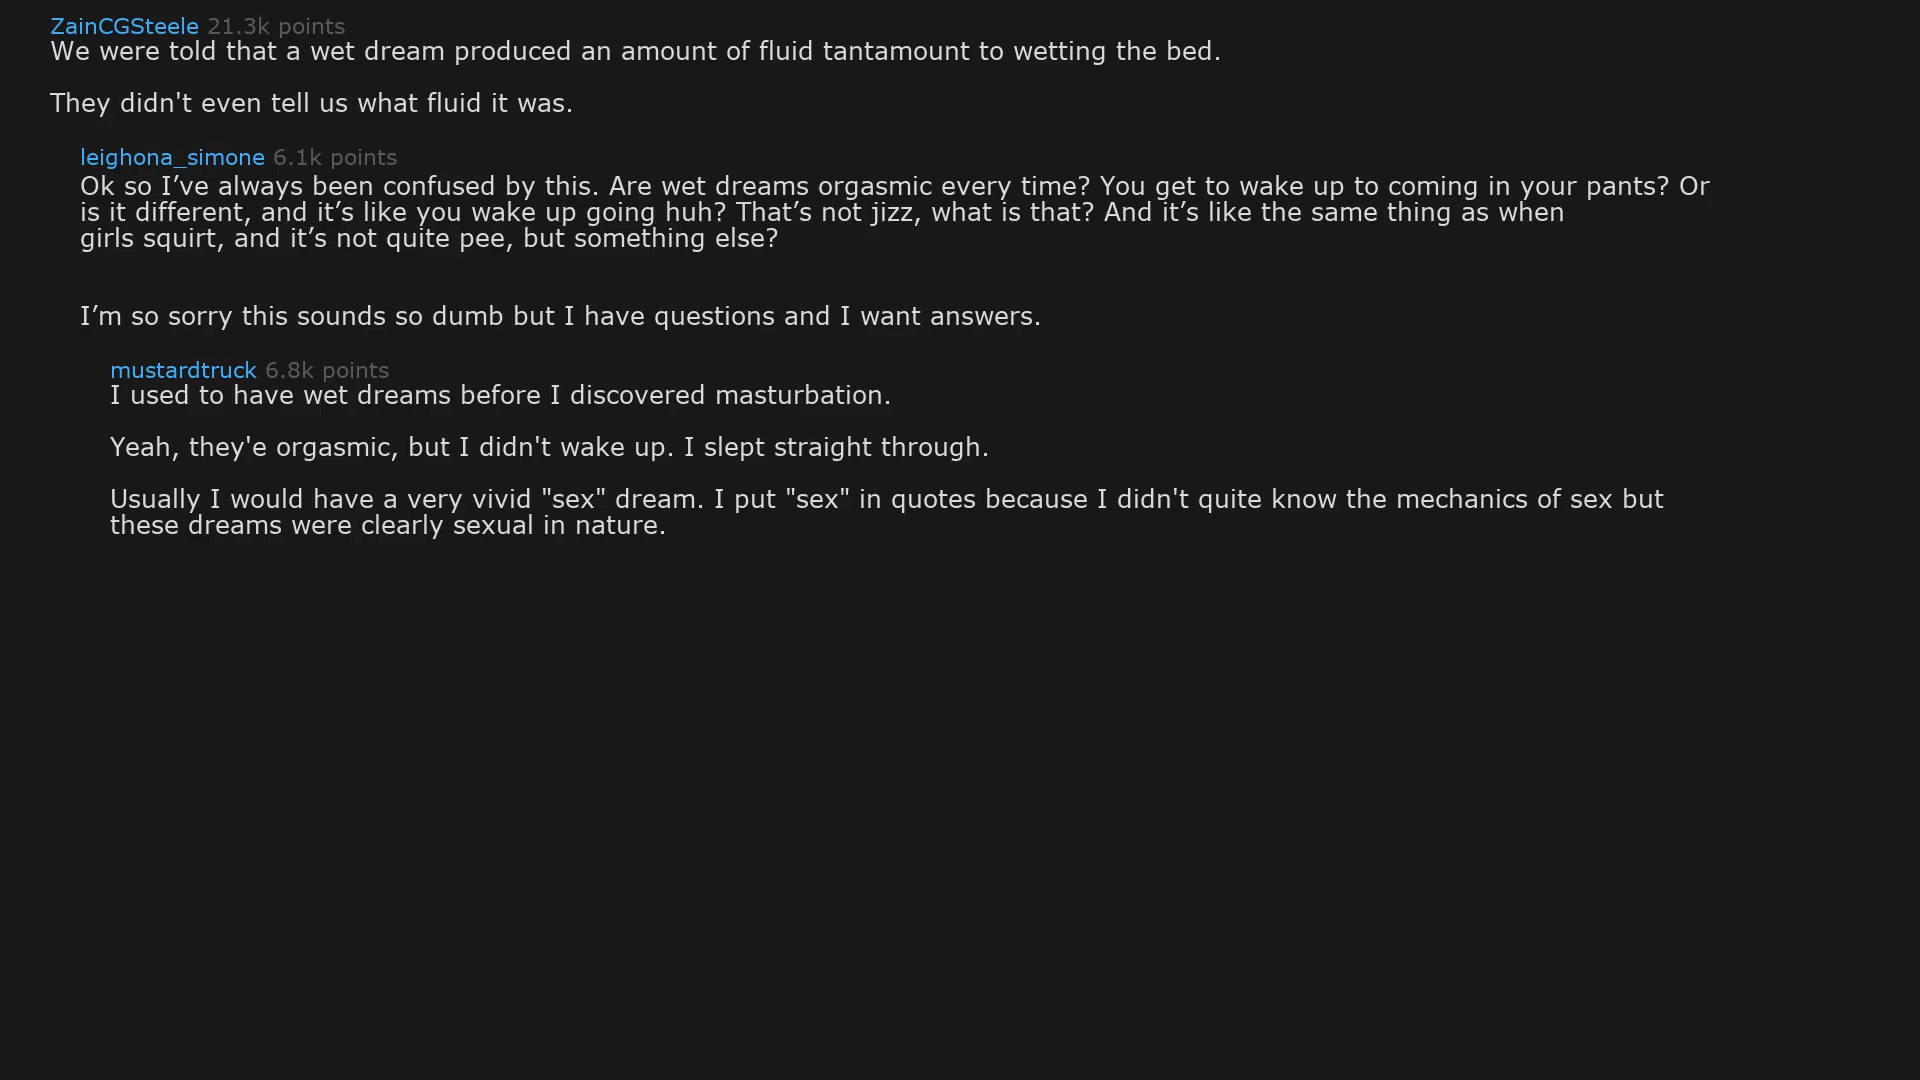 ZainCGSteele 21.3k points
We were told that a wet dream produced an amount of fluid tantamount to wetting the bed.
They didn't even tell us what fluid it was.
leighona_simone 6.1k points
Ok so I’ve always been confused by this. Are wet dreams orgasmic every time? You get to wake up to coming in your pants? Or
is it different, and it’s like you wake up going huh? That’s not jizz, what is that? And it’s like the same thing as when
girls squirt, and it’s not quite pee, but something else?
I’m so sorry this sounds so dumb but I have questions and I want answers.
mustardtruck 6.8k points
I used to have wet dreams before I discovered masturbation.
Yeah, they'e orgasmic, but I didn't wake up. I slept straight through.
Usually I would have a very vivid "sex" dream. I put "sex" in quotes because I didn't quite know the mechanics of sex but
these dreams were clearly sexual in nature.